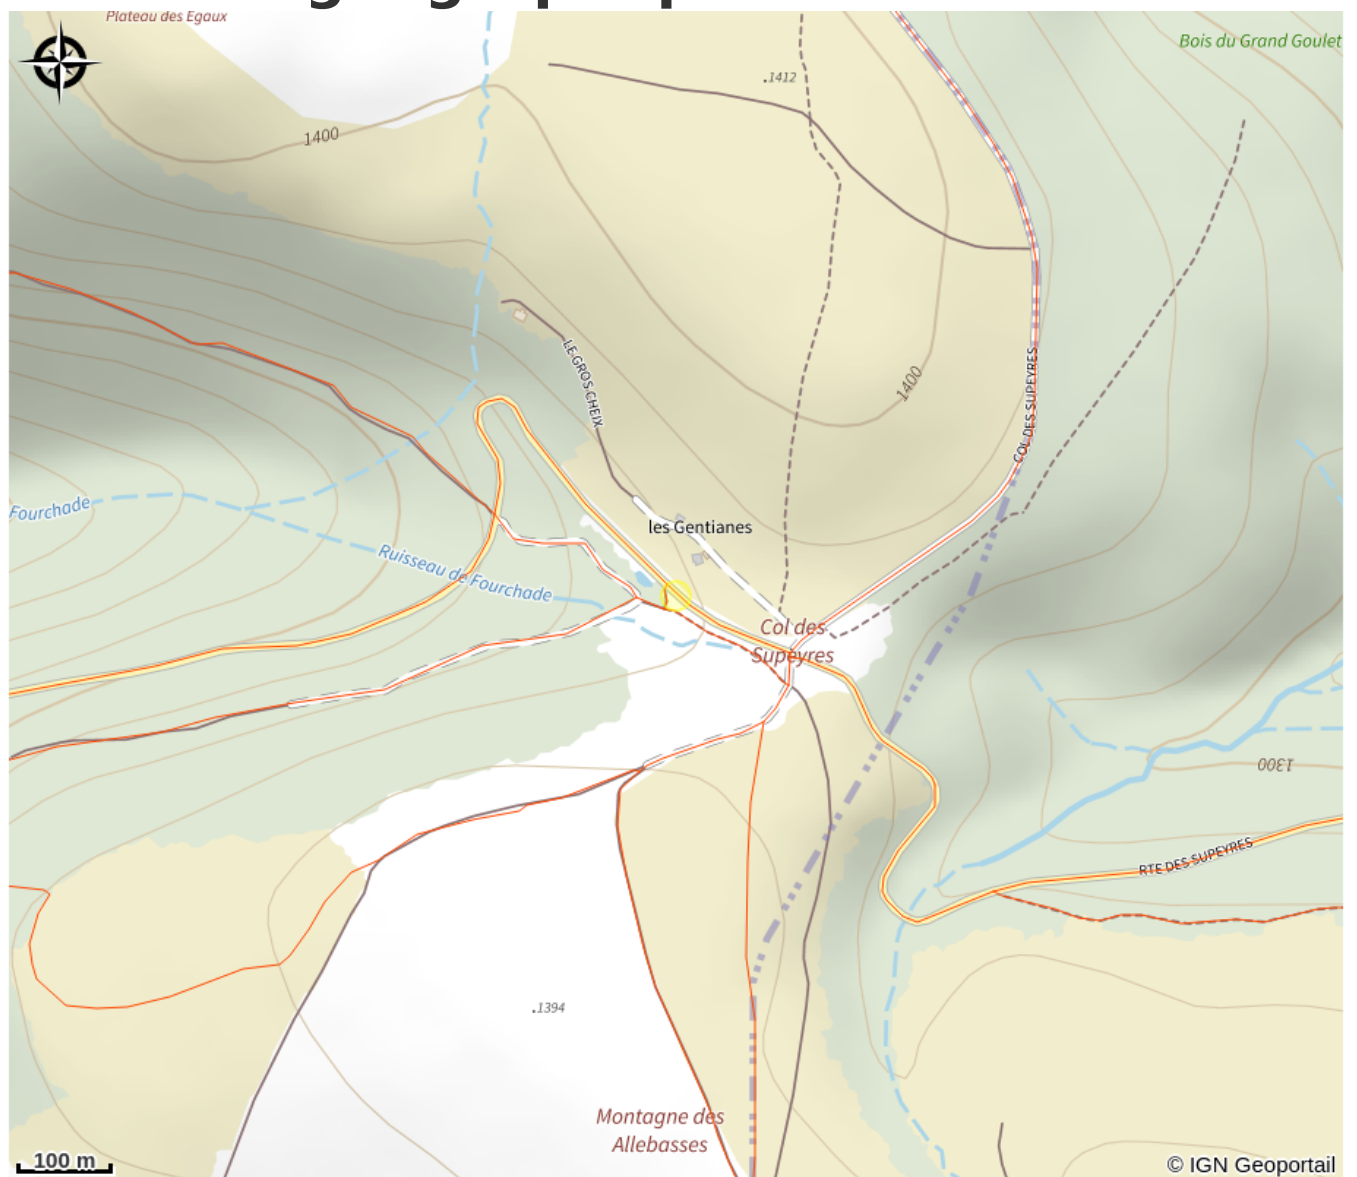 Plateau des Egaux
Bois du Grand Goulet
.1412
1400
LE GROS CHEIX
1400
COL DES SUPEYRES
Fourchade
les Gentianes
Ruisseau de Fourchade
Col des
Supeyres
1300
RTE DES SUPEYRES
.1394
Montagne des
Allebasses
100 m
© IGN Geoportail